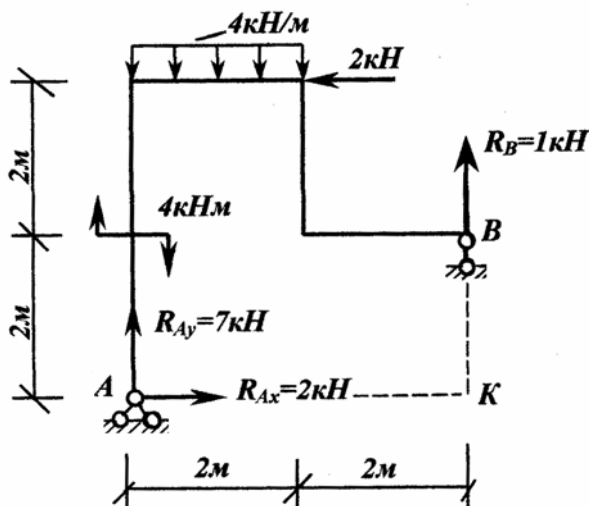 4кН/м
2кН
2м
R_B=1кН
4кНм
B
2м
R_Ay=7кН
A
R_Ax=2кН
K
2м
2м